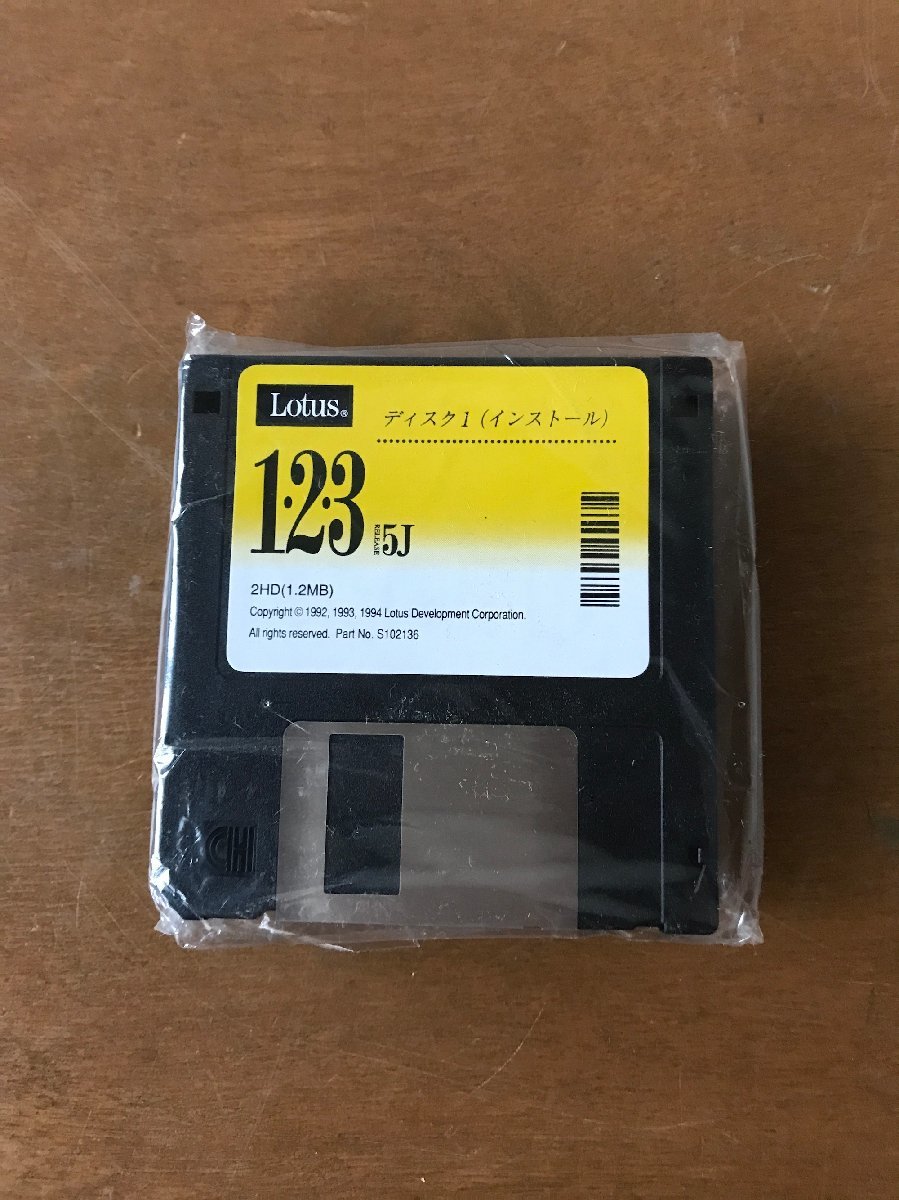 Lotus®
ディスク1 (インストール)
1·2·3 RELEASE 5J
2HD(1.2MB)
Copyright © 1992, 1993, 1994 Lotus Development Corporation.
All rights reserved. Part No. S102136
HD